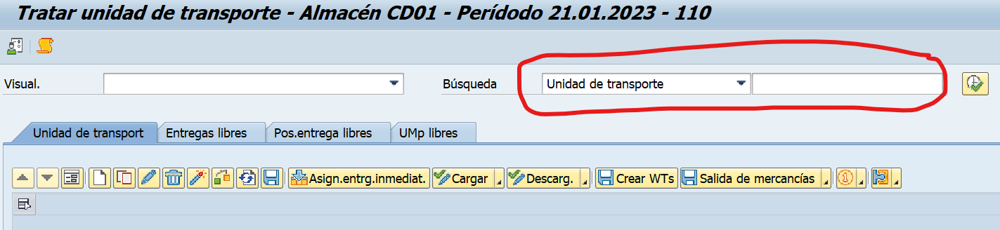 Tratar unidad de transporte - Almacén CD01 - Perídodo 21.01.2023 - 110
Visual. Búsqueda Unidad de transporte
Unidad de transport Entregas libres Pos.entrega libres UMp libres
Asign.entrg.inmediat. Cargar Descarg. Crear WTs Salida de mercancías